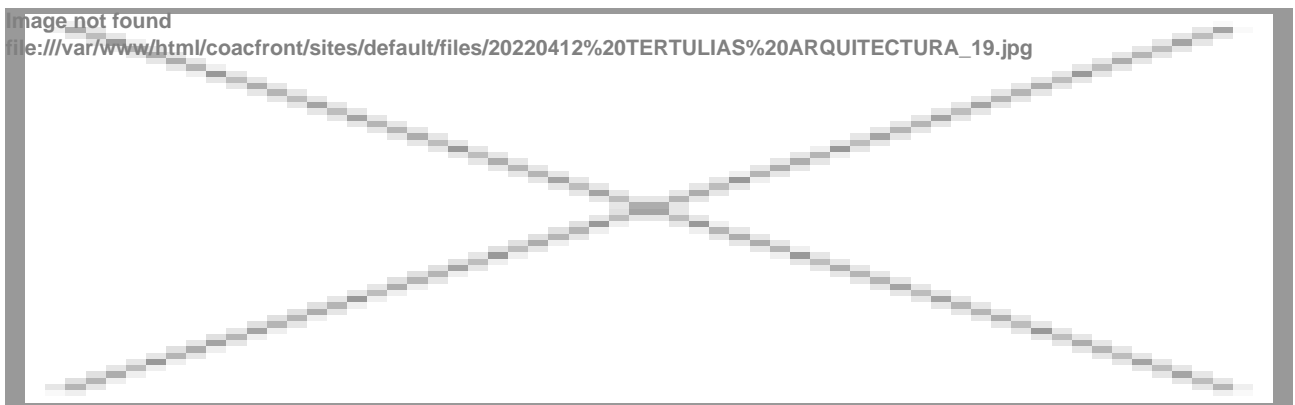 Image not found
file:///var/www/html/coacfront/sites/default/files/20220412%20TERTULIAS%20ARQUITECTURA_19.jpg